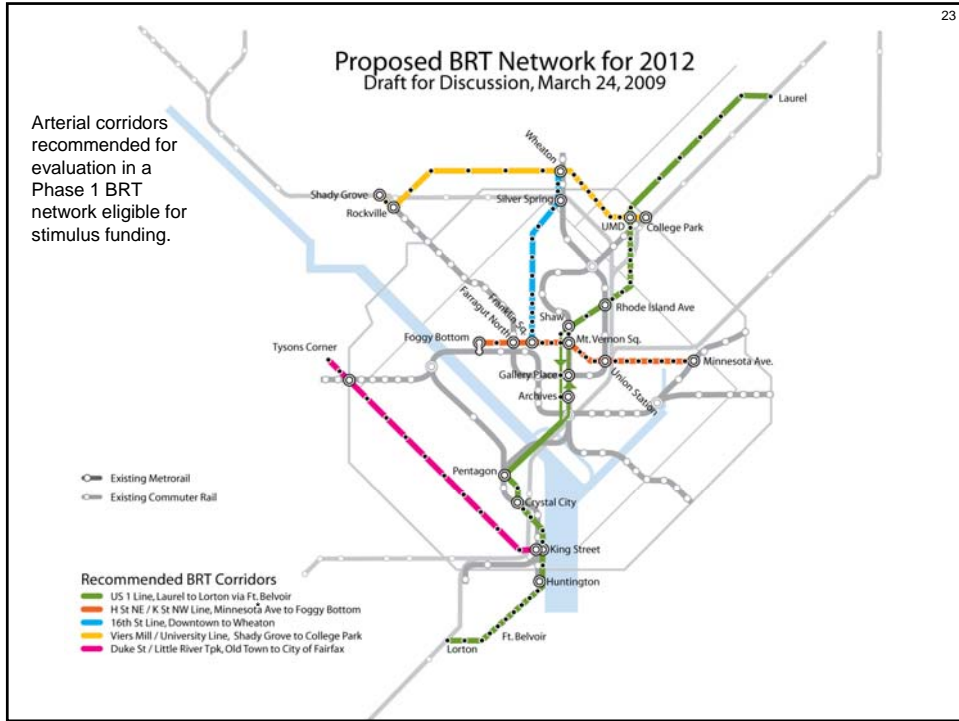 23
Proposed BRT Network for 2012
Draft for Discussion, March 24, 2009
Arterial corridors
recommended for
evaluation in a
Phase 1 BRT
network eligible for
stimulus funding.
Laurel
Wheaton
Shady Grove
Silver Spring
Rockville
UMD
College Park
Rhode Island Ave
Franklin Sq.
Farragut North
Shaw
Foggy Bottom
Mt. Vernon Sq.
Tysons Corner
Minnesota Ave.
Gallery Place
Union Station
Archives
Pentagon
Existing Metrorail
Existing Commuter Rail
Crystal City
King Street
Huntington
Recommended BRT Corridors
US 1 Line, Laurel to Lorton via Ft. Belvoir
H St NE / K St NW Line, Minnesota Ave to Foggy Bottom
16th St Line, Downtown to Wheaton
Viers Mill / University Line, Shady Grove to College Park
Duke St / Little River Tpk, Old Town to City of Fairfax
Ft. Belvoir
Lorton